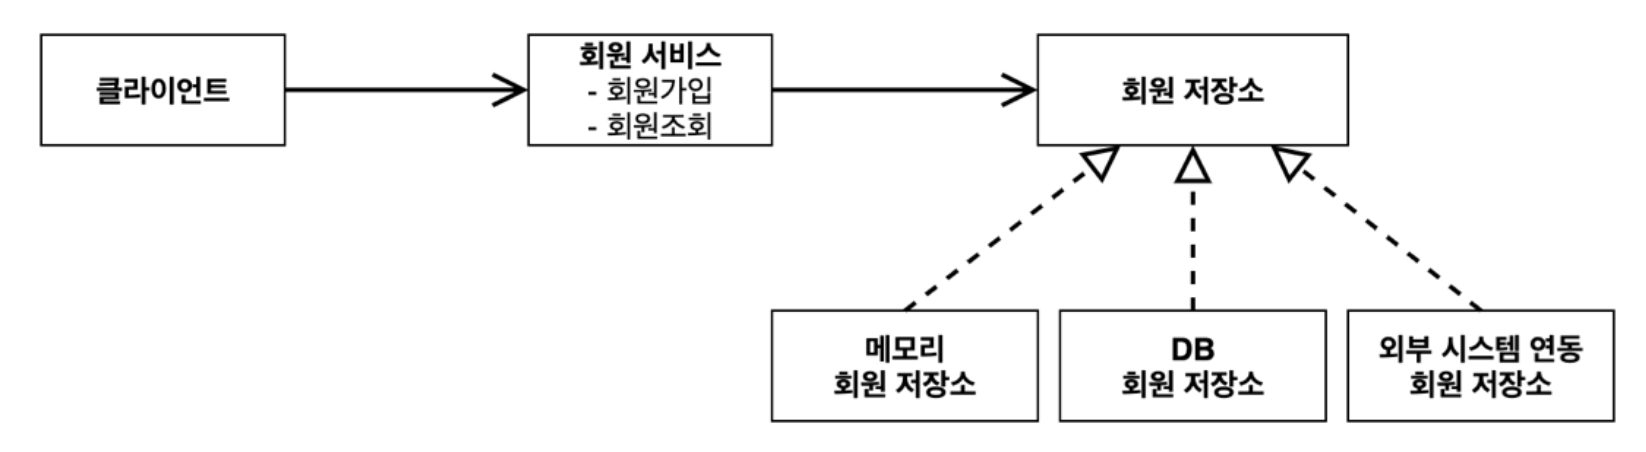 클라이언트
회원 서비스
- 회원가입
- 회원조회
회원 저장소
메모리
회원 저장소
DB
회원 저장소
외부 시스템 연동
회원 저장소